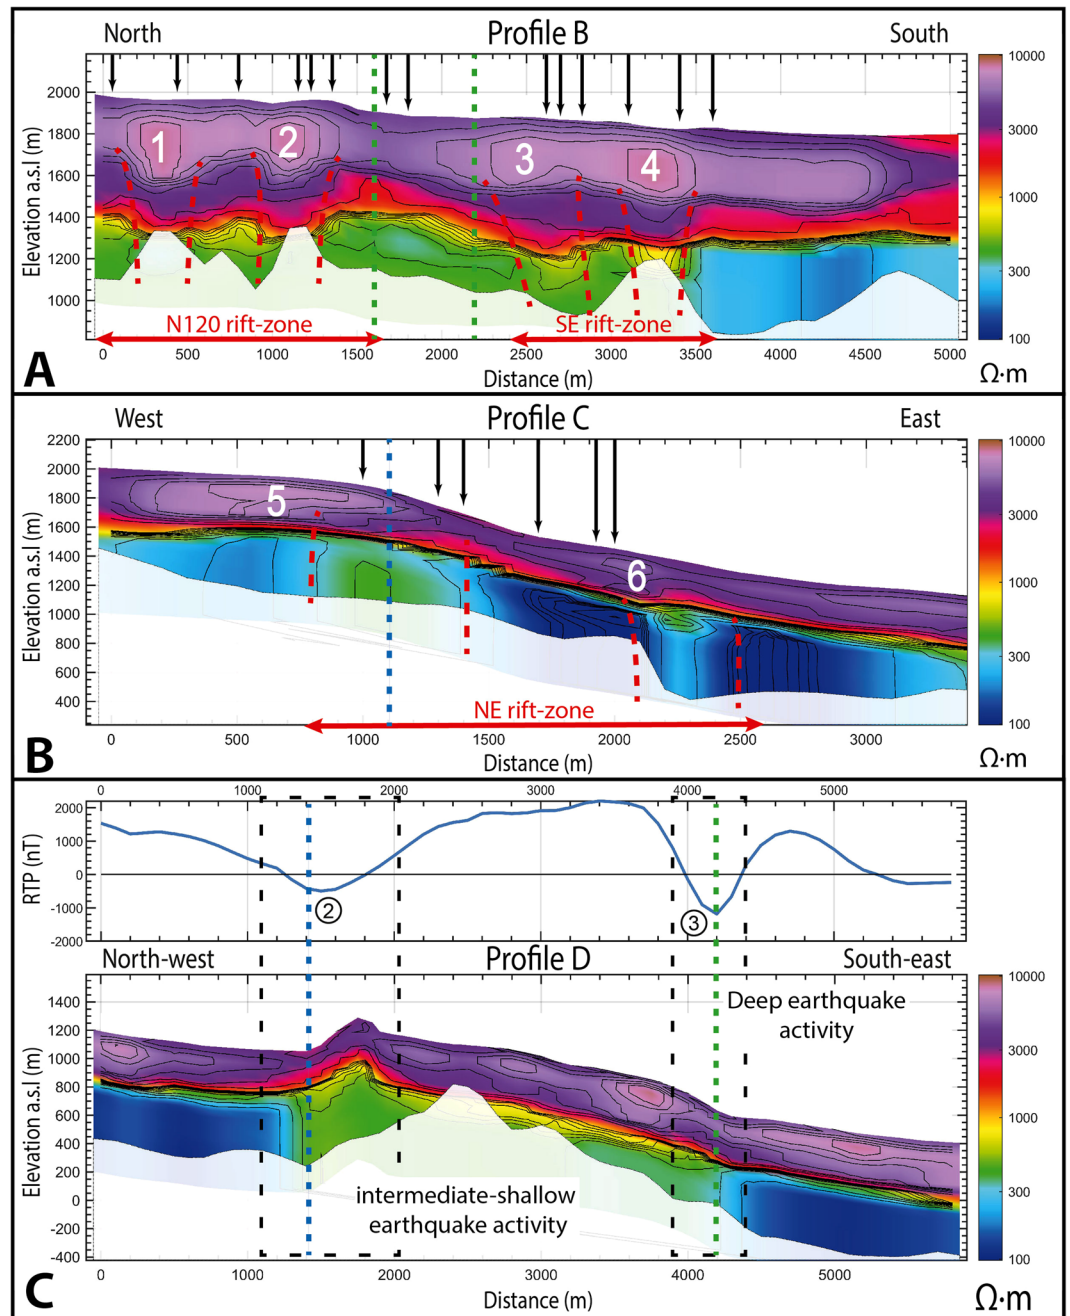 North Profile B South
2000
1800
1600
1400
1200
1000
Elevation a.s.l (m)
1 2 3 4
N120 rift-zone SE rift-zone
0 500 1000 1500 2000 2500 3000 3500 4000 4500 5000
Distance (m)
A
10000
3000
1000
300
100
Ω·m
West Profile C East
2200
2000
1800
1600
1400
1200
1000
800
600
400
Elevation a.s.l (m)
5 6
NE rift-zone
0 500 1000 1500 2000 2500 3000
Distance (m)
B
10000
3000
1000
300
100
Ω·m
0 1000 2000 3000 4000 5000
2000
1000
0
-1000
-2000
RTP (nT)
2 3
North-west Profile D South-east
Deep earthquake
activity
1400
1200
1000
800
600
400
200
0
-200
-400
Elevation a.s.l (m)
intermediate-shallow
earthquake activity
0 1000 2000 3000 4000 5000
Distance (m)
C
10000
3000
1000
300
100
Ω·m